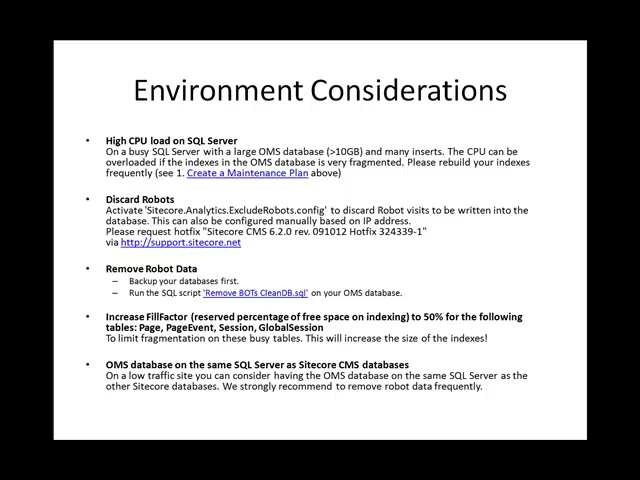 Environment Considerations
• High CPU load on SQL Server
On a busy SQL Server with a large OMS database (>10GB) and many inserts. The CPU can be
overloaded if the indexes in the OMS database is very fragmented. Please rebuild your indexes
frequently (see 1. Create a Maintenance Plan above)
• Discard Robots
Activate 'Sitecore.Analytics.ExcludeRobots.config' to discard Robot visits to be written into the
database. This can also be configured manually based on IP address.
Please request hotfix "Sitecore CMS 6.2.0 rev. 091012 Hotfix 324339-1"
via http://support.sitecore.net
• Remove Robot Data
– Backup your databases first.
– Run the SQL script 'Remove BOTs CleanDB.sql' on your OMS database.
• Increase FillFactor (reserved percentage of free space on indexing) to 50% for the following
tables: Page, PageEvent, Session, GlobalSession
To limit fragmentation on these busy tables. This will increase the size of the indexes!
• OMS database on the same SQL Server as Sitecore CMS databases
On a low traffic site you can consider having the OMS database on the same SQL Server as the
other Sitecore databases. We strongly recommend to remove robot data frequently.